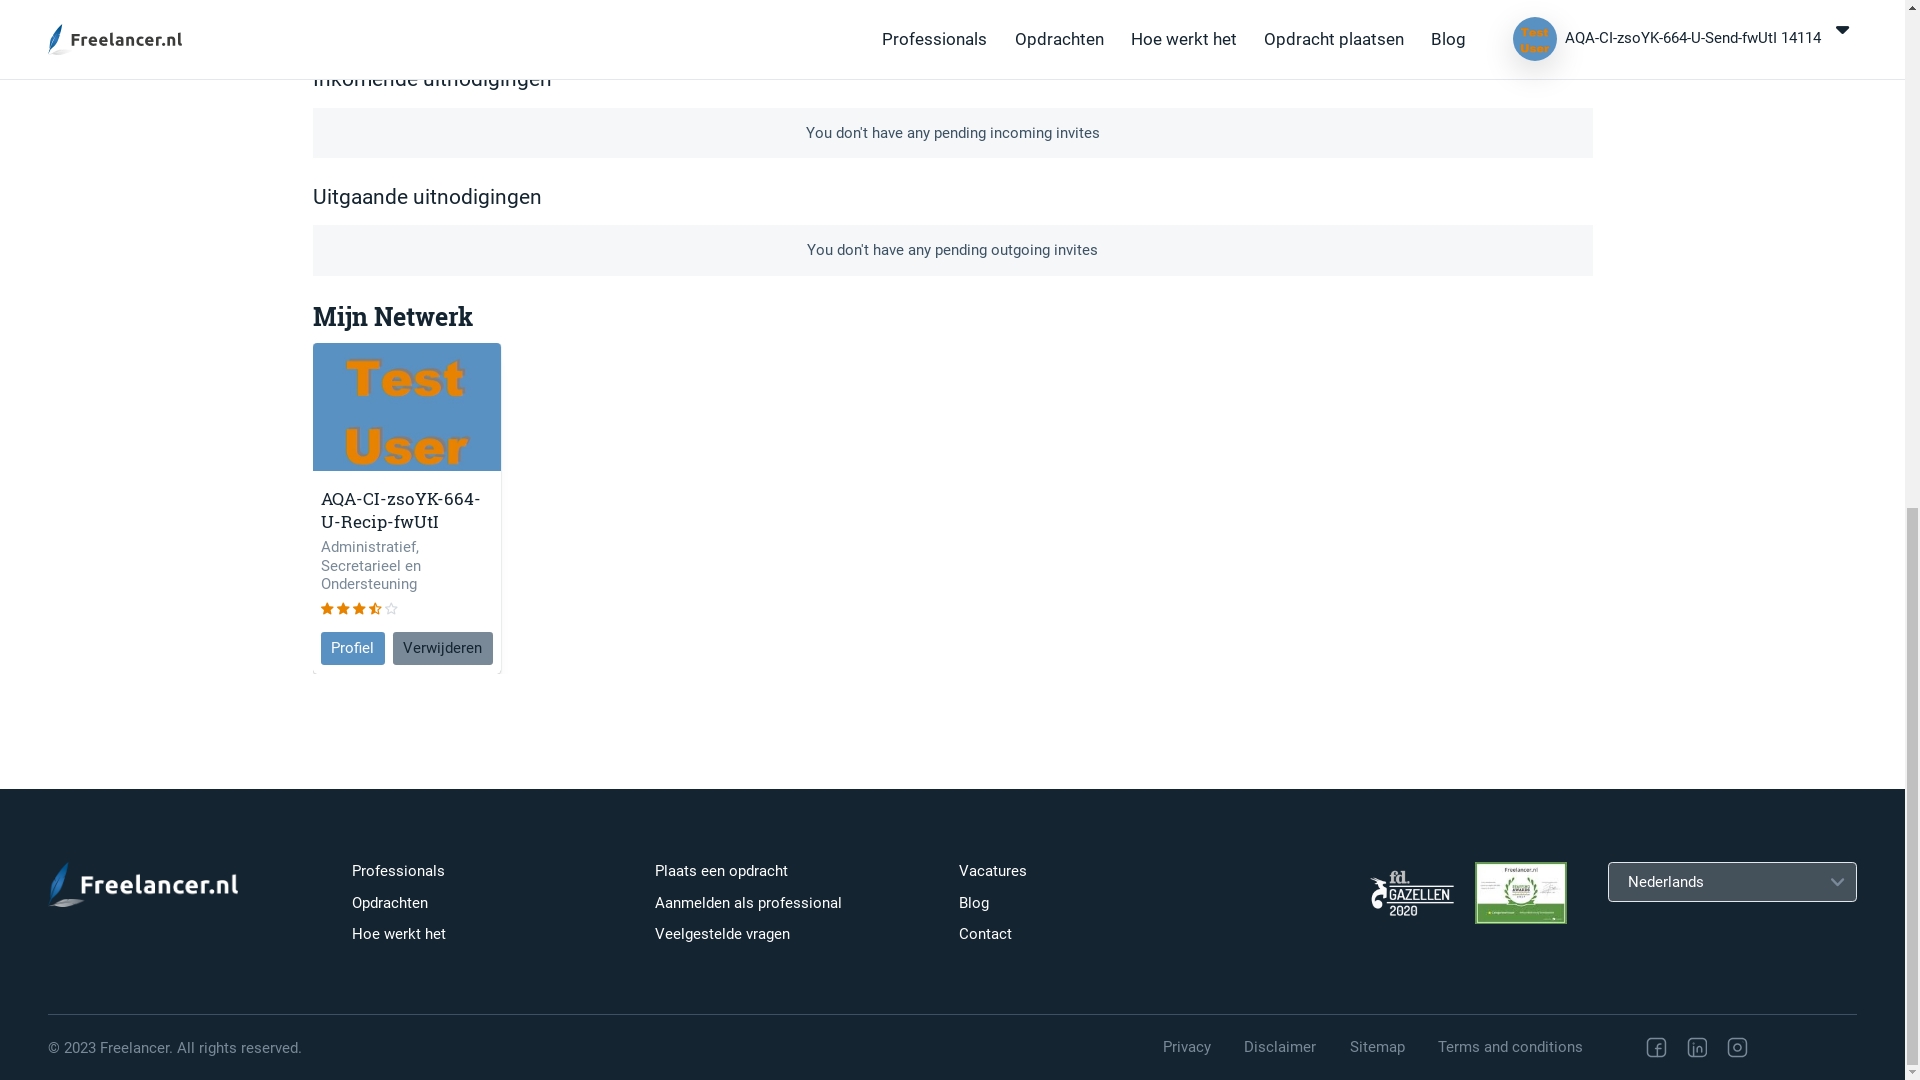 Freelancer.nl
Professionals Opdrachten Hoe werkt het Opdracht plaatsen Blog
Test User
AQA-CI-zsoYK-664-U-Send-fwUtI 14114
Inkomende uitnodigingen
You don't have any pending incoming invites
Uitgaande uitnodigingen
You don't have any pending outgoing invites
Mijn Netwerk
Test
User
AQA-CI-zsoYK-664-
U-Recip-fwUtI
Administratief,
Secretarieel en
Ondersteuning
Profiel Verwijderen
Freelancer.nl
Professionals
Opdrachten
Hoe werkt het
Plaats een opdracht
Aanmelden als professional
Veelgestelde vragen
Vacatures
Blog
Contact
fd.
GAZELLEN
2020
Freelancer.nl
Nederlands
© 2023 Freelancer. All rights reserved.
Privacy Disclaimer Sitemap Terms and conditions